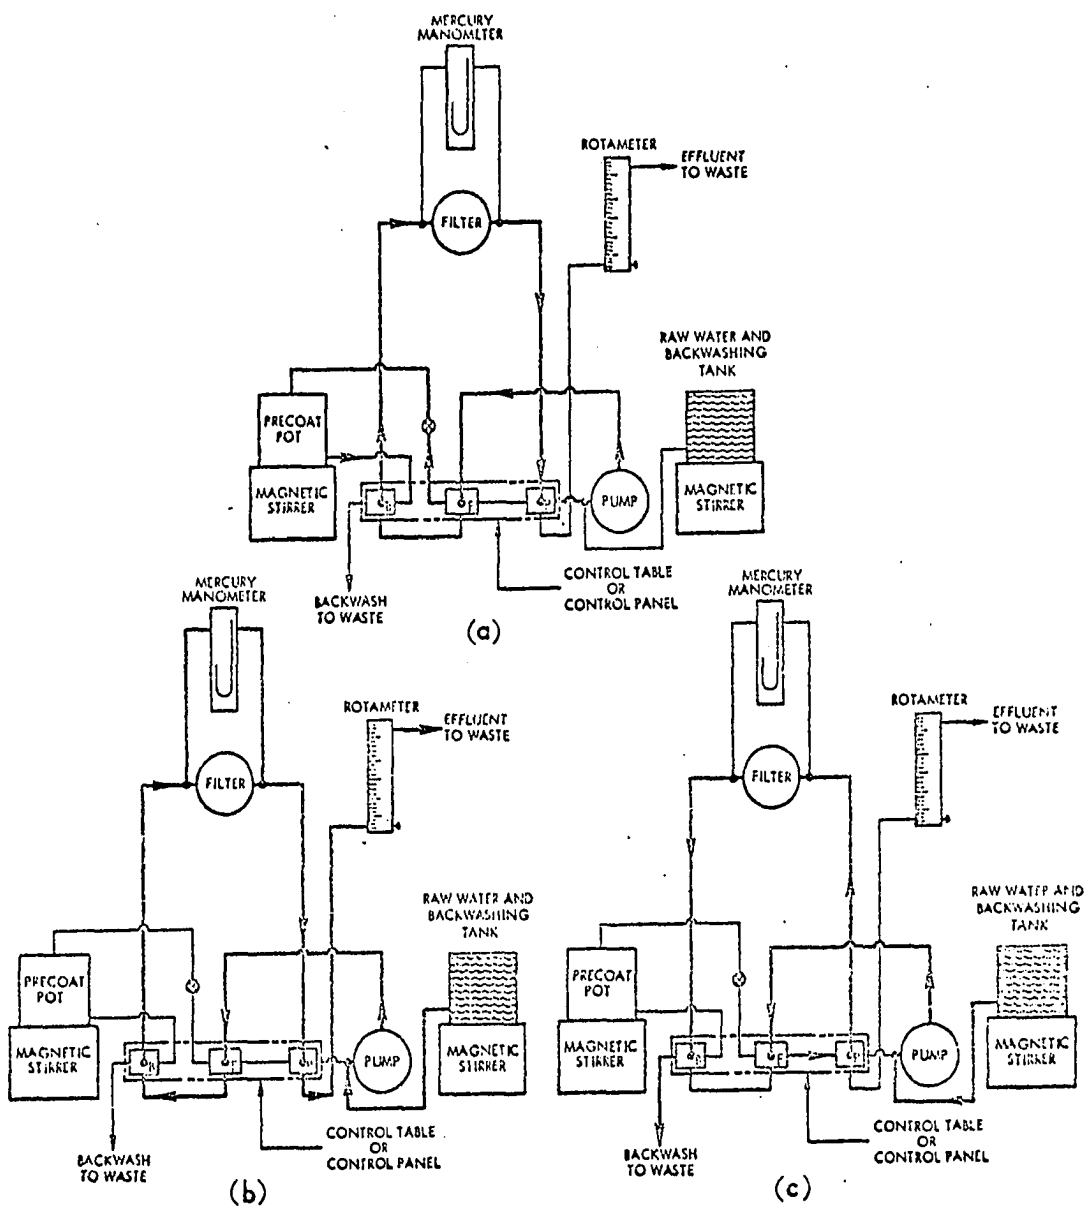 MERCURY
MANOMETER
ROTAMETER
EFFLUENT
TO WASTE
FILTER
RAW WATER AND
BACKWASHING
TANK
PRECOAT
POT
MAGNETIC
STIRRER
B
F
P
PUMP
MAGNETIC
STIRRER
CONTROL TABLE
OR
CONTROL PANEL
BACKWASH
TO WASTE
(a)
MERCURY
MANOMETER
ROTAMETER
EFFLUENT
TO WASTE
FILTER
RAW WATER AND
BACKWASHING
TANK
PRECOAT
POT
MAGNETIC
STIRRER
B
F
PUMP
MAGNETIC
STIRRER
CONTROL TABLE
OR
CONTROL PANEL
BACKWASH
TO WASTE
(b)
MERCURY
MANOMETER
ROTAMETER
EFFLUENT
TO WASTE
FILTER
RAW WATER AND
BACKWASHING
TANK
PRECOAT
POT
MAGNETIC
STIRRER
B
F
P
PUMP
MAGNETIC
STIRRER
CONTROL TABLE
OR
CONTROL PANEL
BACKWASH
TO WASTE
(c)